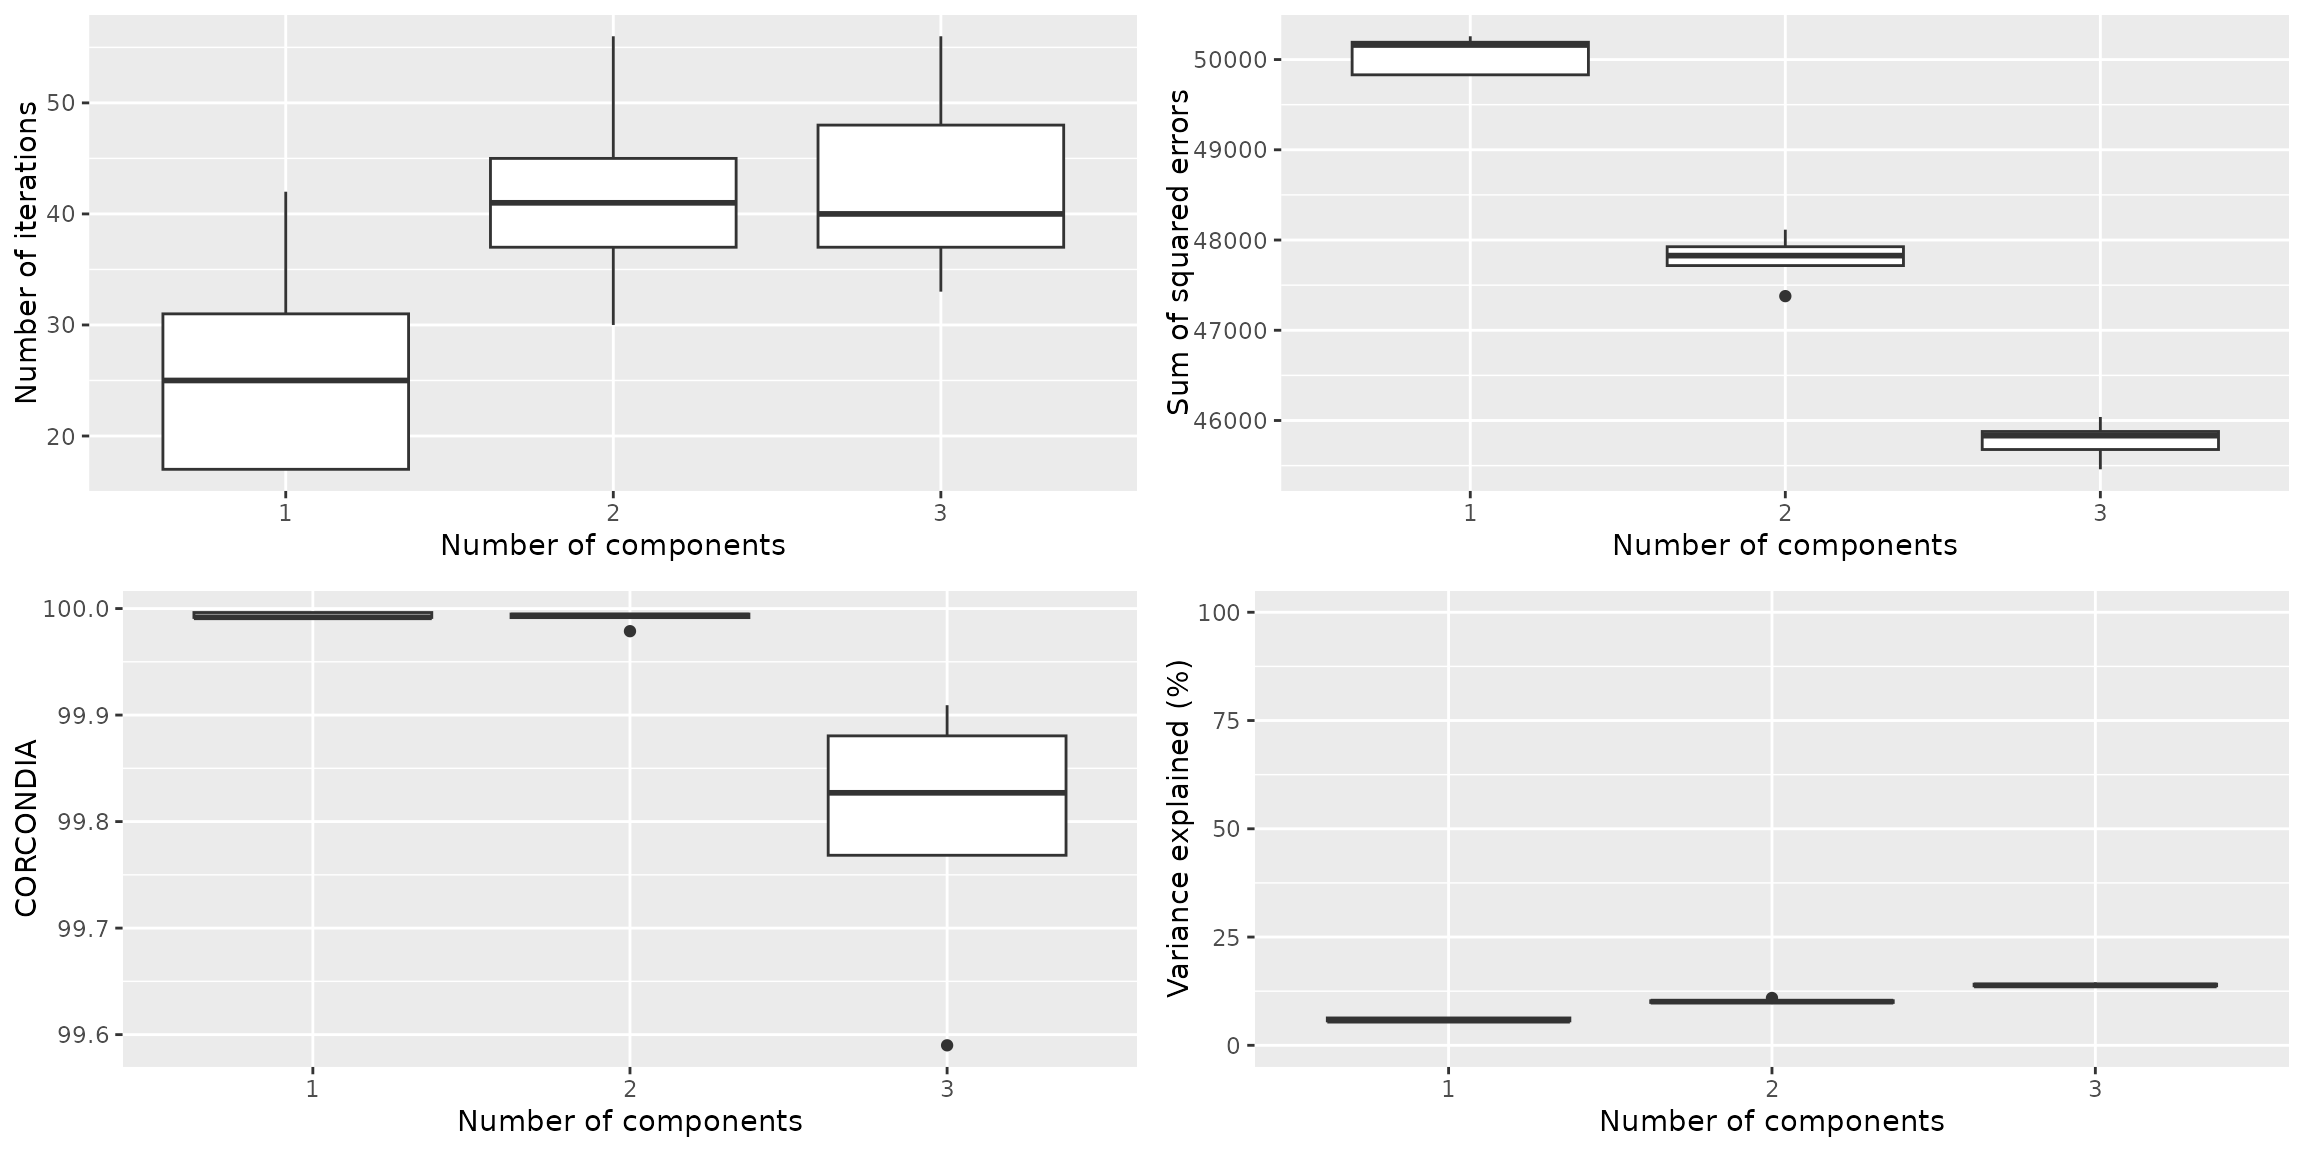 Number of iterations
50
40
30
20
1 2 3
Number of components
Sum of squared errors
50000
49000
48000
47000
46000
1 2 3
Number of components
CORCONDIA
100.0
99.9
99.8
99.7
99.6
1 2 3
Number of components
Variance explained (%)
100
75
50
25
0
1 2 3
Number of components